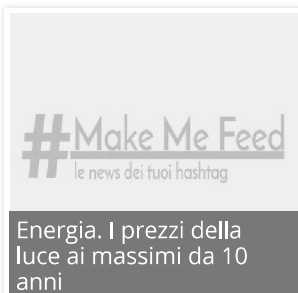 #Make Me Feed
le news dei tuoi hashtag
Energia. I prezzi della
luce ai massimi da 10
anni